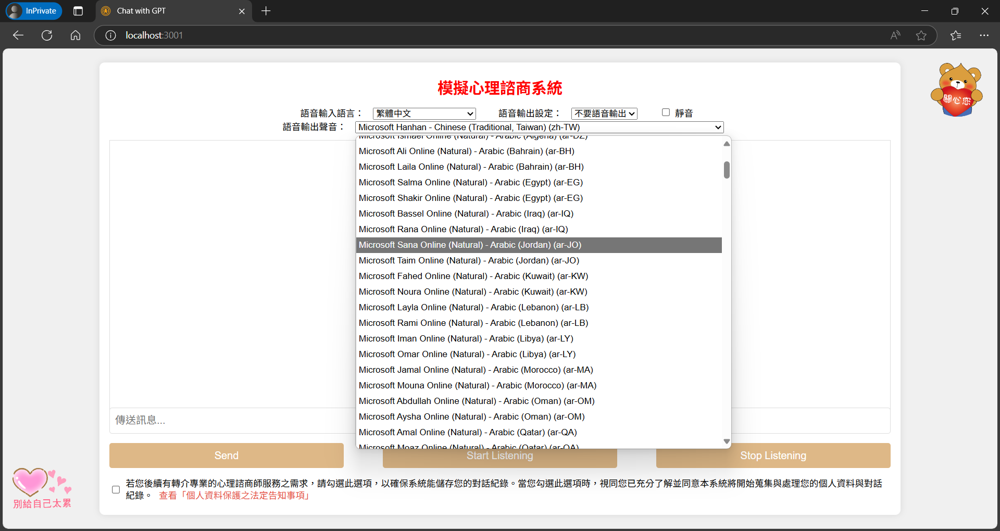 InPrivate
Chat with GPT
localhost:3001
模擬心理諮商系統
語音輸入語言： 繁體中文 語音輸出設定： 不要語音輸出 靜音
語音輸出聲音： Microsoft Hanhan - Chinese (Traditional, Taiwan) (zh-TW)
Microsoft Ismael Online (Natural) - Arabic (Algeria) (ar-DZ)
Microsoft Ali Online (Natural) - Arabic (Bahrain) (ar-BH)
Microsoft Laila Online (Natural) - Arabic (Bahrain) (ar-BH)
Microsoft Salma Online (Natural) - Arabic (Egypt) (ar-EG)
Microsoft Shakir Online (Natural) - Arabic (Egypt) (ar-EG)
Microsoft Bassel Online (Natural) - Arabic (Iraq) (ar-IQ)
Microsoft Rana Online (Natural) - Arabic (Iraq) (ar-IQ)
Microsoft Sana Online (Natural) - Arabic (Jordan) (ar-JO)
Microsoft Taim Online (Natural) - Arabic (Jordan) (ar-JO)
Microsoft Fahed Online (Natural) - Arabic (Kuwait) (ar-KW)
Microsoft Noura Online (Natural) - Arabic (Kuwait) (ar-KW)
Microsoft Layla Online (Natural) - Arabic (Lebanon) (ar-LB)
Microsoft Rami Online (Natural) - Arabic (Lebanon) (ar-LB)
Microsoft Iman Online (Natural) - Arabic (Libya) (ar-LY)
Microsoft Omar Online (Natural) - Arabic (Libya) (ar-LY)
Microsoft Jamal Online (Natural) - Arabic (Morocco) (ar-MA)
Microsoft Mouna Online (Natural) - Arabic (Morocco) (ar-MA)
Microsoft Abdullah Online (Natural) - Arabic (Oman) (ar-OM)
Microsoft Aysha Online (Natural) - Arabic (Oman) (ar-OM)
Microsoft Amal Online (Natural) - Arabic (Qatar) (ar-QA)
Microsoft Moaz Online (Natural) - Arabic (Qatar) (ar-QA)
關心您
傳送訊息...
Send Start Listening Stop Listening
若您後續有轉介專業的心理諮商師服務之需求，請勾選此選項，以確保系統能儲存您的對話紀錄。當您勾選此選項時，視同您已充分了解並同意本系統將開始蒐集與處理您的個人資料與對話
紀錄。 查看「個人資料保護之法定告知事項」
別給自己太累